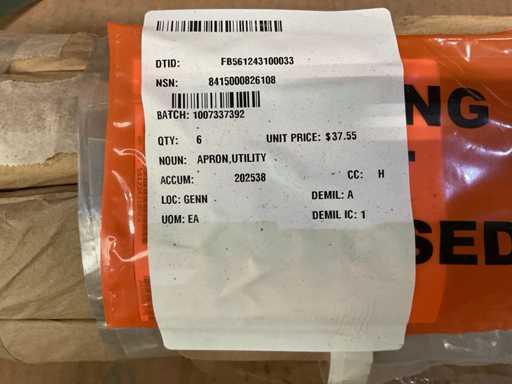 DTID: FB561243100033
NSN: 8415000826108
BATCH: 1007337392
QTY: 6 UNIT PRICE: $37.55
NOUN: APRON,UTILITY
ACCUM: 202538 CC: H
LOC: GENN DEMIL: A
UOM: EA DEMIL IC: 1
NG
SED